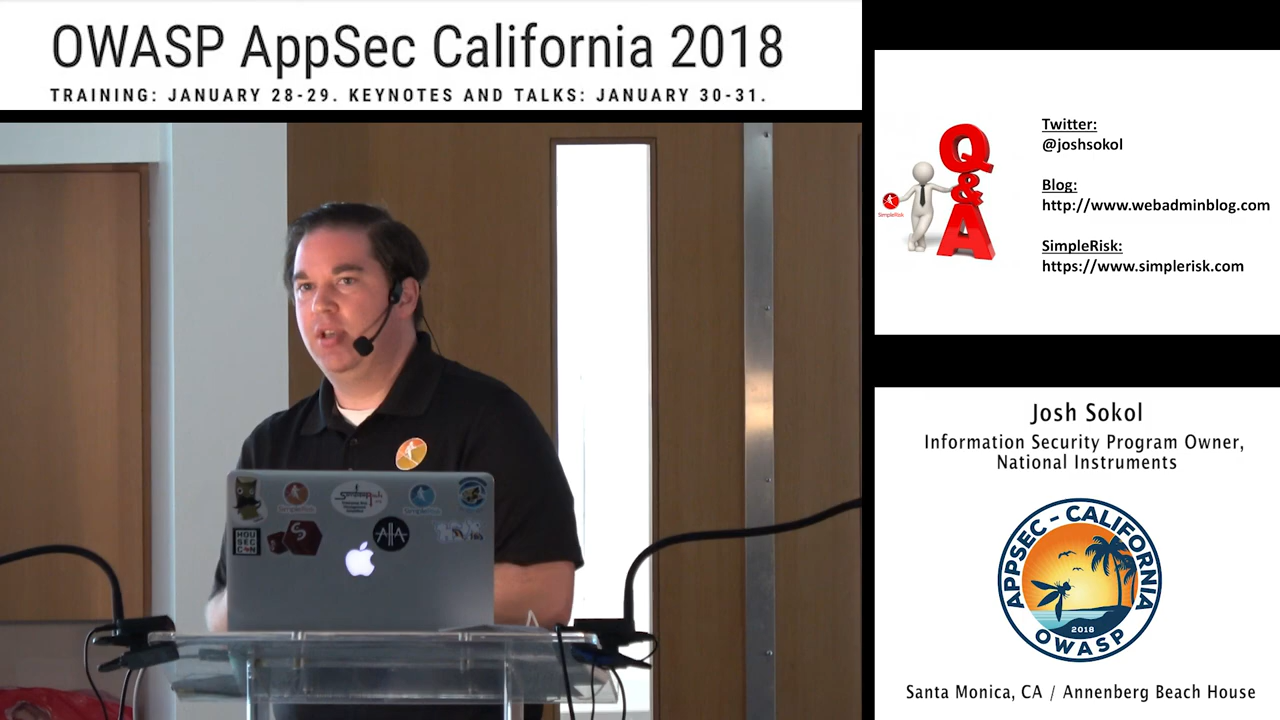 OWASP AppSec California 2018
TRAINING: JANUARY 28-29. KEYNOTES AND TALKS: JANUARY 30-31.
Q
&
A
SimpleRisk
Twitter:
@joshsokol
Blog:
http://www.webadminblog.com
SimpleRisk:
https://www.simplerisk.com
HOU
SEC
CON
Josh Sokol
Information Security Program Owner,
National Instruments
APPSEC - CALIFORNIA
2018
OWASP
Santa Monica, CA / Annenberg Beach House